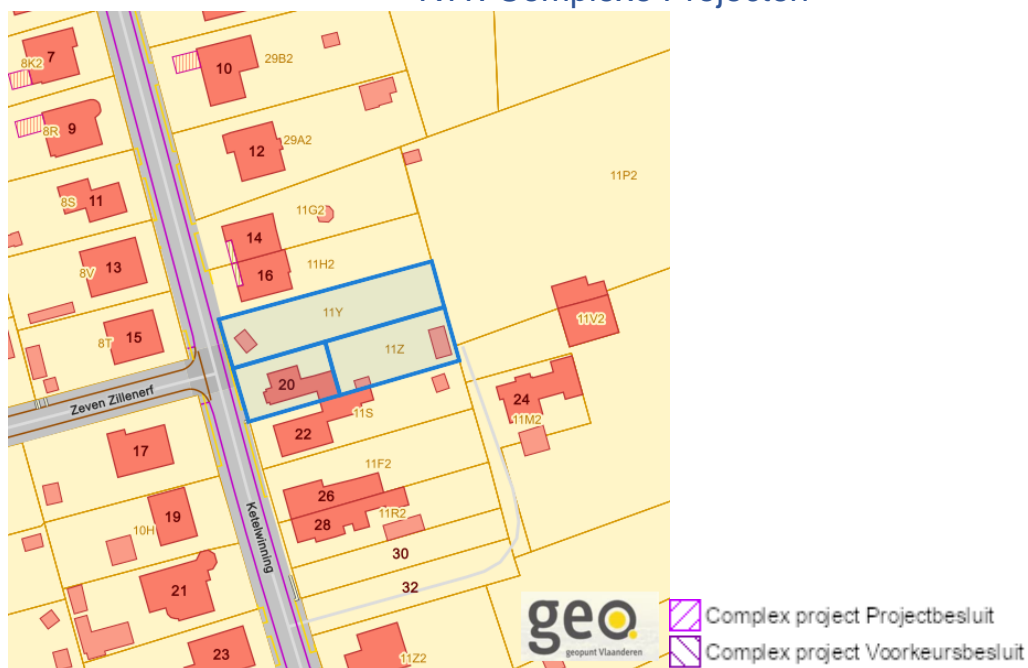 7
8K2
10
29B2
9
8R
12
29A2
11P2
11
8S
11G2
14
13
8V
16
11H2
11Y
11V2
15
8T
11Z
20
24
11M2
Zeven Zillenerf
11S
22
17
11F2
26
11R2
28
19
10H
Ketelwinning
30
32
21
23
11Z2
geo.
geopunt Vlaanderen
Complex project Projectbesluit
Complex project Voorkeursbesluit